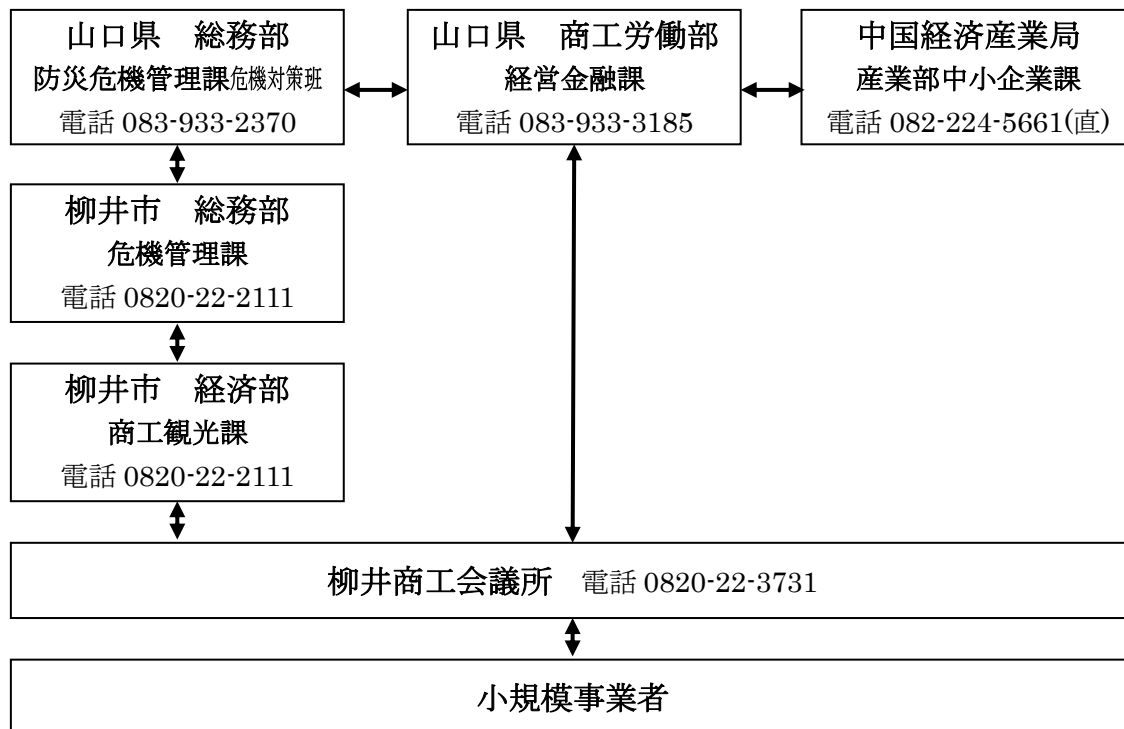 山口県　総務部
防災危機管理課危機対策班
電話 083-933-2370
山口県　商工労働部
経営金融課
電話 083-933-3185
中国経済産業局
産業部中小企業課
電話 082-224-5661(直)
柳井市　総務部
危機管理課
電話 0820-22-2111
柳井市　経済部
商工観光課
電話 0820-22-2111
柳井商工会議所　電話 0820-22-3731
小規模事業者